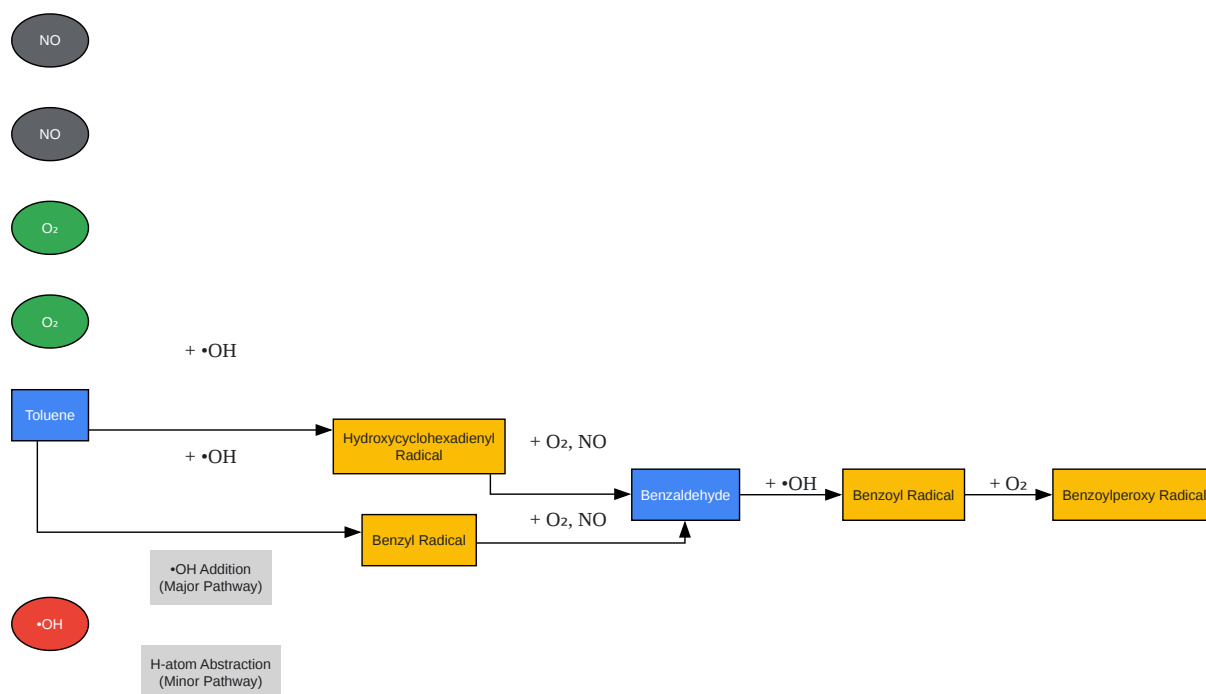 NO
NO
O₂
O₂
+ •OH
Toluene
+ •OH
Hydroxycyclohexadienyl
Radical
+ O₂, NO
Benzaldehyde
+ •OH
Benzoyl Radical
+ O₂
Benzoylperoxy Radical
+ O₂, NO
Benzyl Radical
•OH Addition
(Major Pathway)
•OH
H-atom Abstraction
(Minor Pathway)